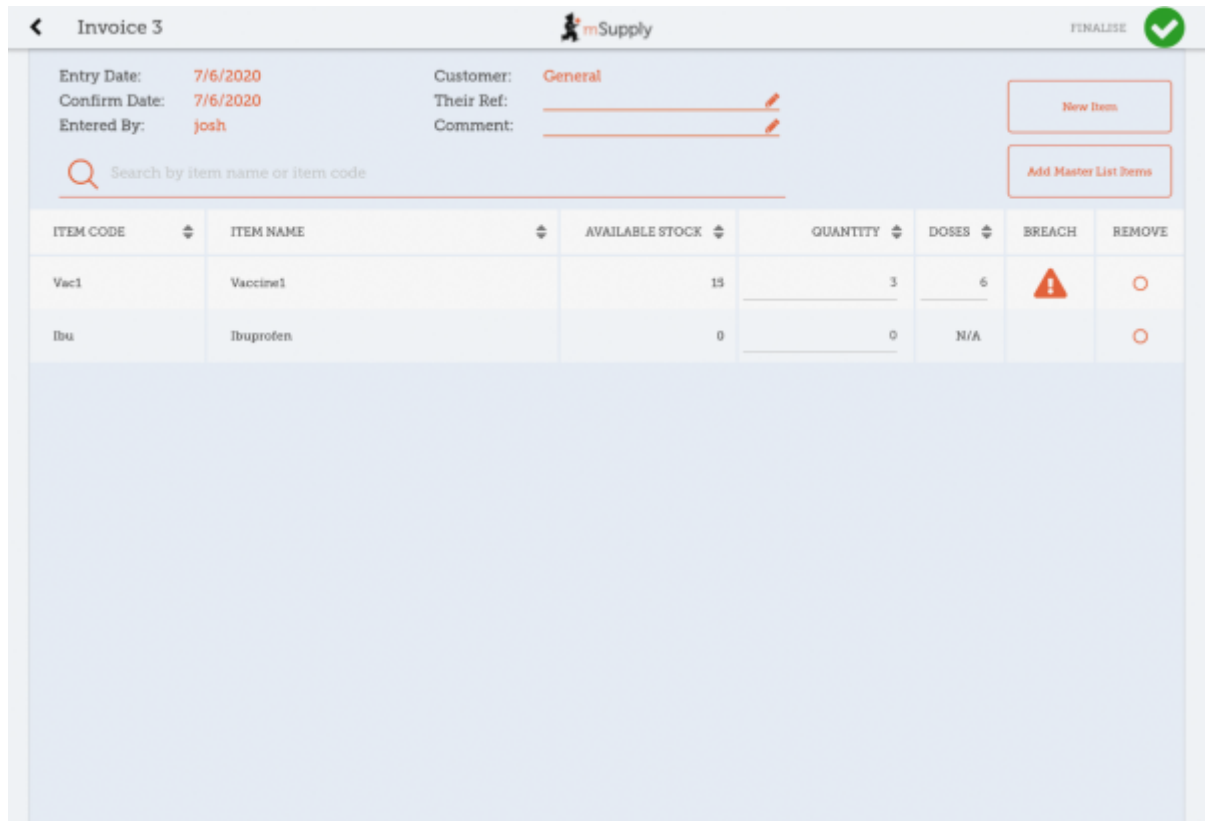 Invoice 3
mSupply
FINALISE
Entry Date: 7/6/2020
Confirm Date: 7/6/2020
Entered By: josh
Customer: General
Their Ref:
Comment:
New Item
Search by item name or item code
Add Master List Items
ITEM CODE ITEM NAME AVAILABLE STOCK QUANTITY DOSES BREACH REMOVE
Vac1 Vaccine1 15 3 6
Ibu Ibuprofen 0 0 N/A